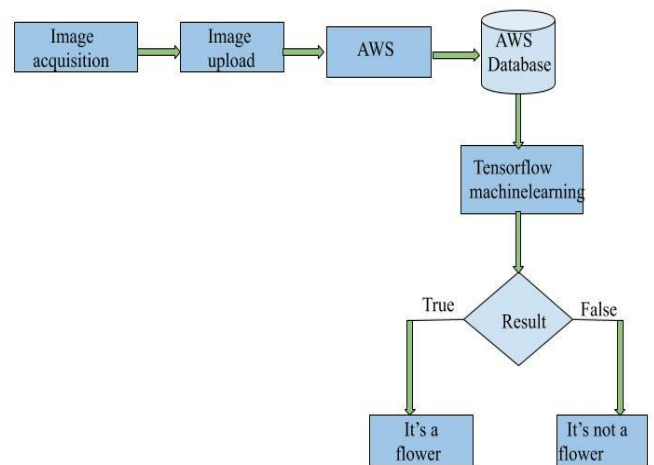 Image
acquisition
Image
upload
AWS
AWS
Database
Tensorflow
machinelearning
Result
True
False
It's a
flower
It's not a
flower